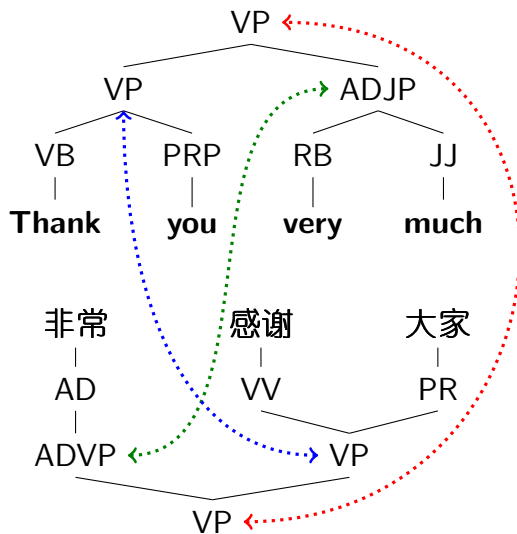 VP
VP ADJP
VB PRP RB JJ
Thank you very much
非常 感谢 大家
AD VV PR
ADVP VP
VP